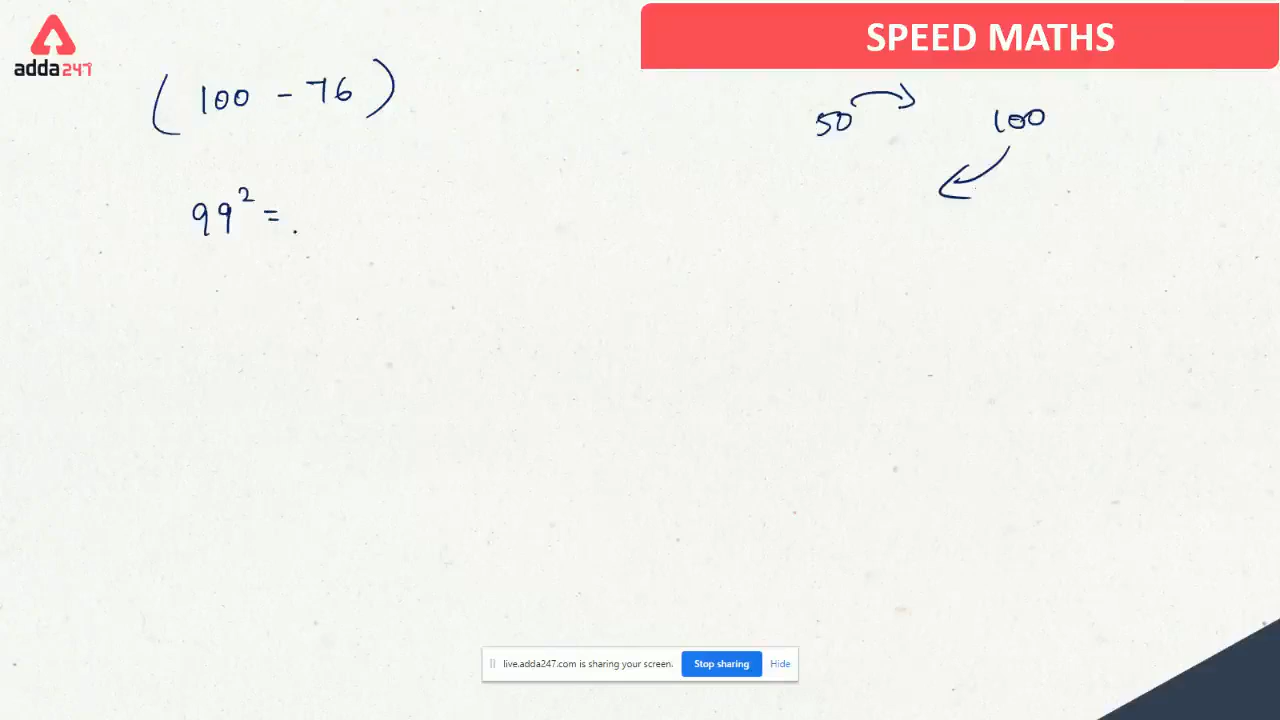 adda247
SPEED MATHS
( 100 - 76 )
50 100
99² =
live.adda247.com is sharing your screen. Stop sharing Hide